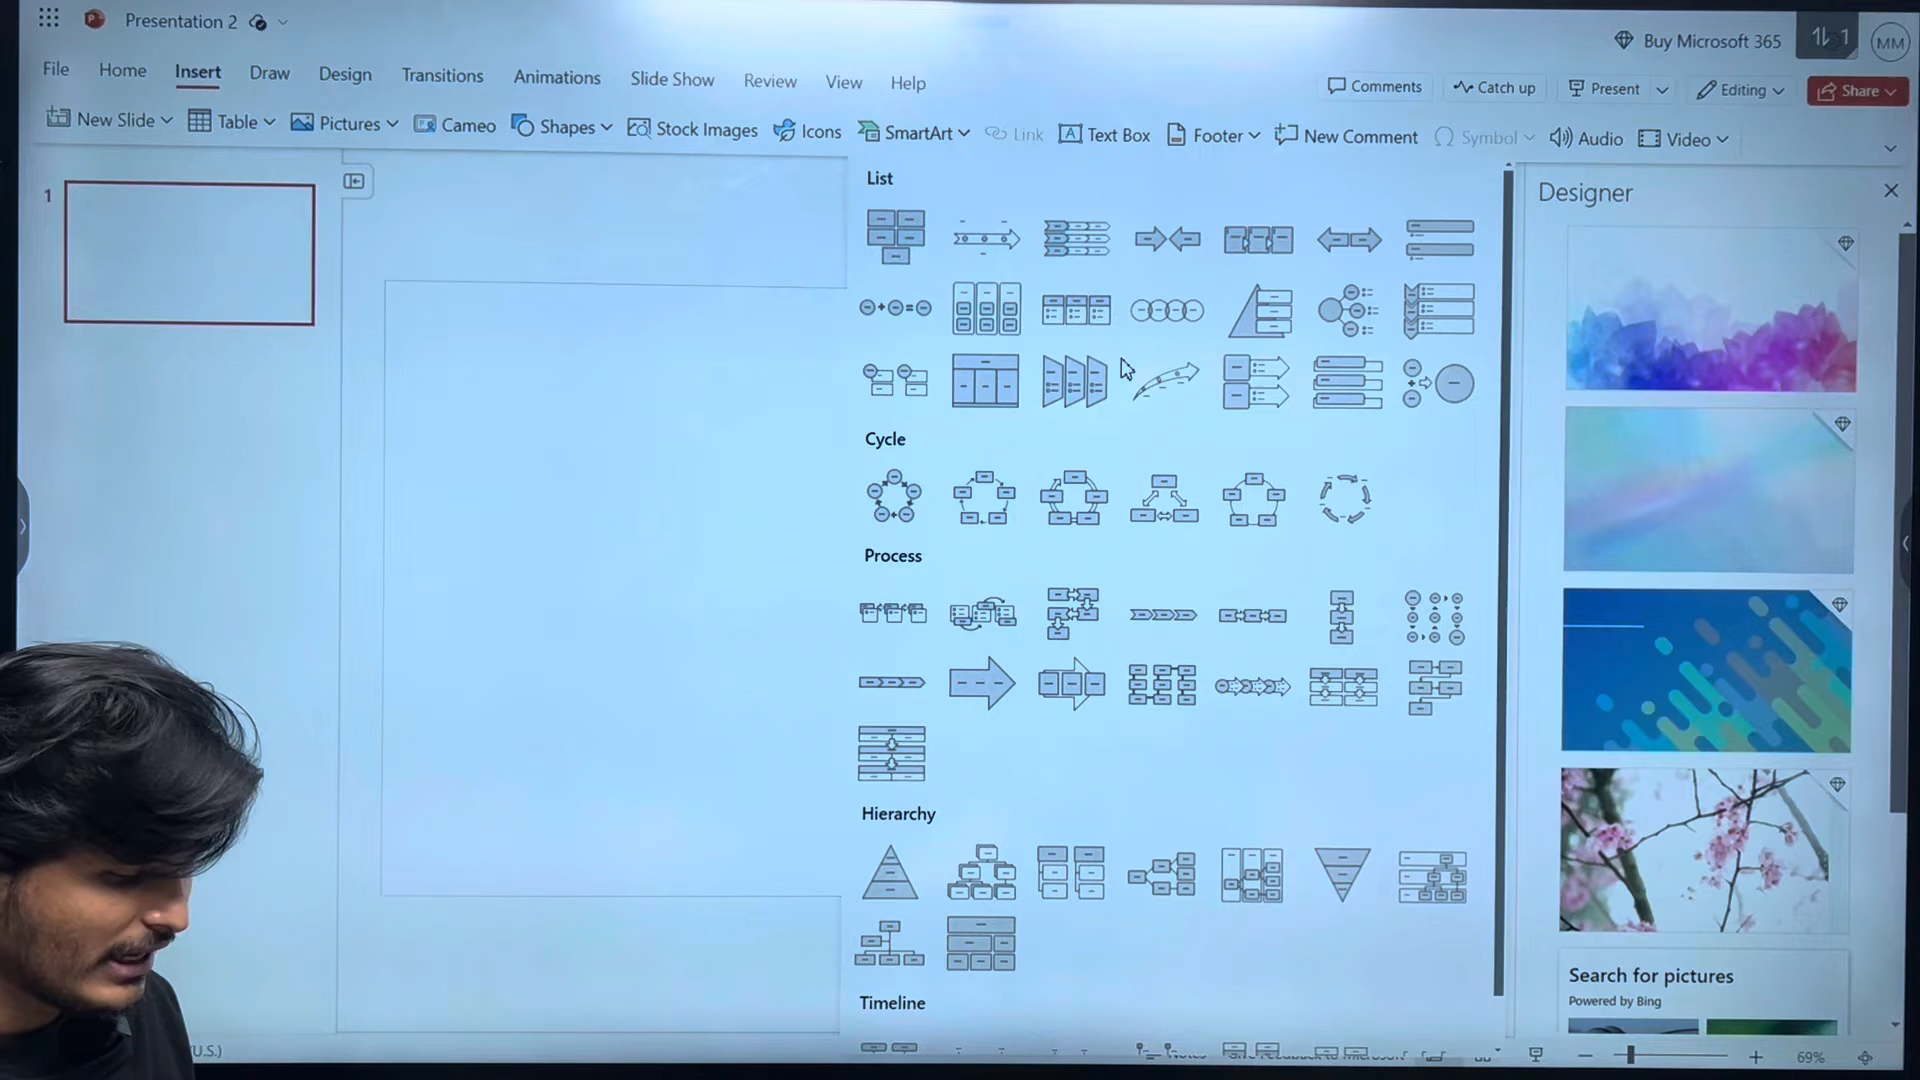 Presentation 2
Buy Microsoft 365
MM
File Home Insert Draw Design Transitions Animations Slide Show Review View Help
Comments Catch up Present Editing Share
New Slide Table Pictures Cameo Shapes Stock Images Icons SmartArt Link Text Box Footer New Comment Symbol Audio Video
1
List
Designer
Cycle
Process
Hierarchy
Search for pictures
Powered by Bing
Timeline
U.S.)
69%